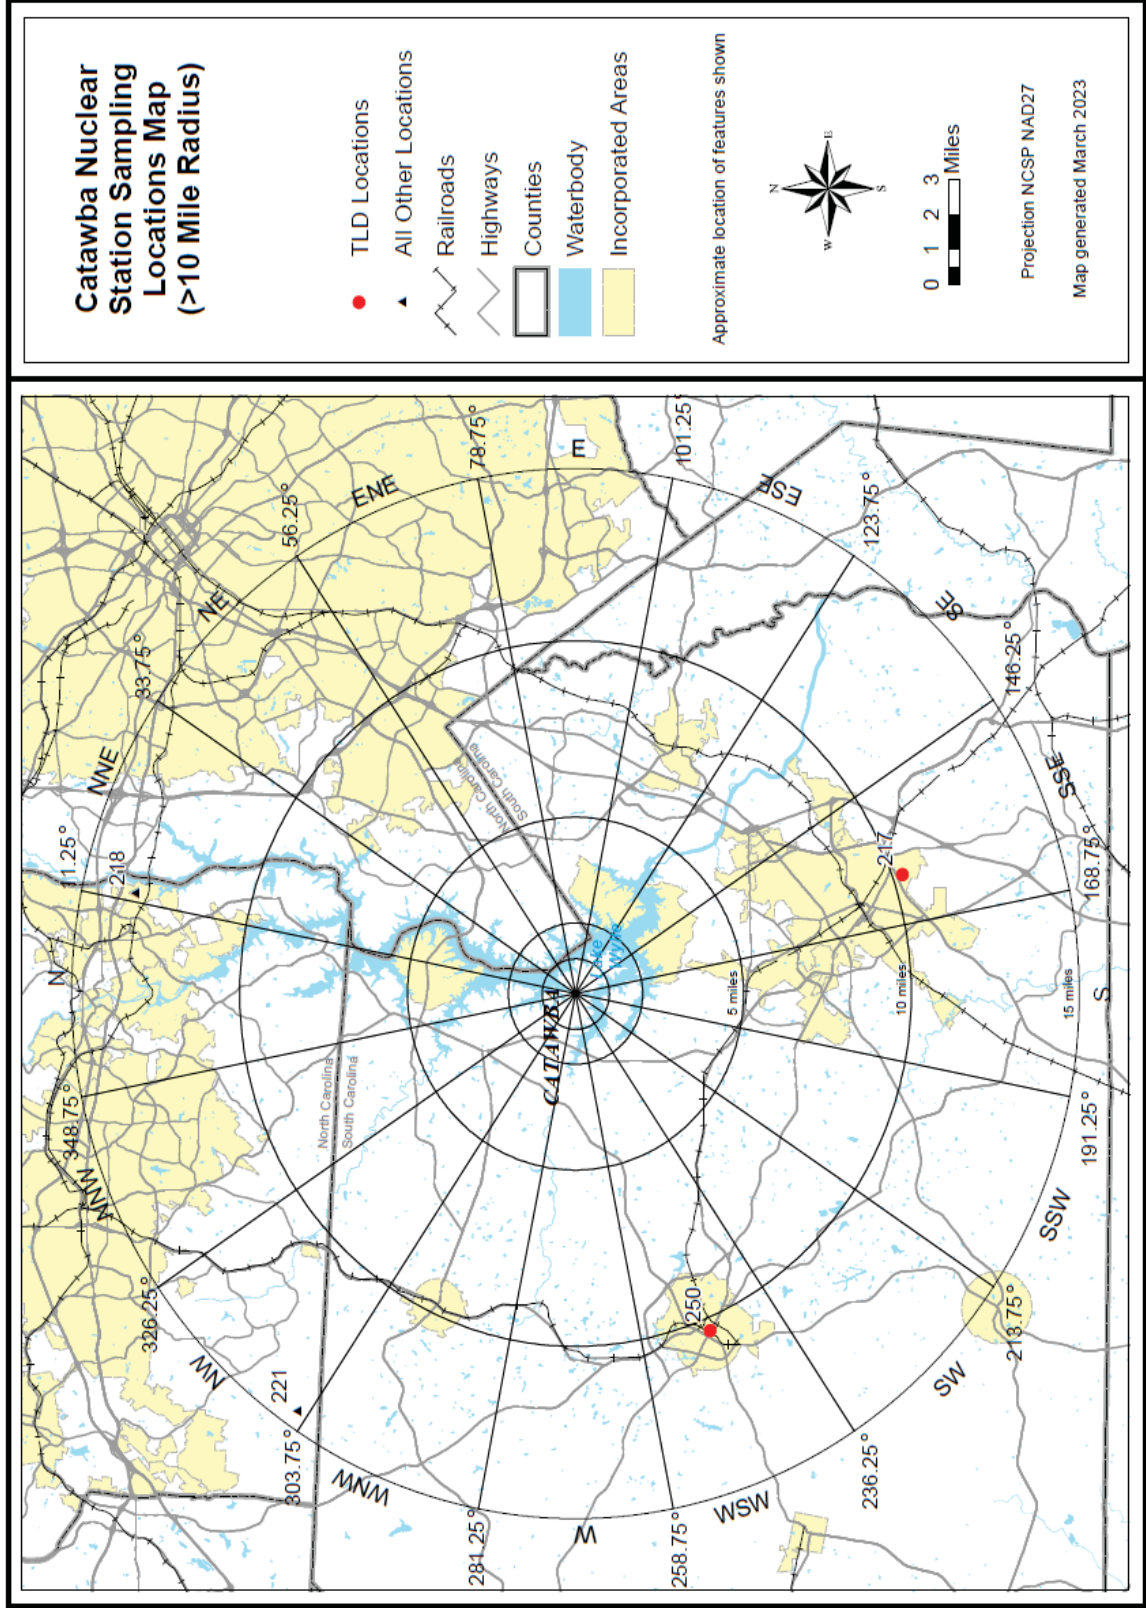 Catawba Nuclear
Station Sampling
Locations Map
(>10 Mile Radius)
TLD Locations
All Other Locations
Railroads
Highways
Counties
Waterbody
Incorporated Areas
Approximate location of features shown
N
W
E
S
0 1 2 3
Miles
Projection NCSP NAD27
Map generated March 2023
N
11.25°
NNE
33.75°
NE
56.25°
ENE
78.75°
E
101.25°
ESE
123.75°
SE
146.25°
SSE
168.75°
S
191.25°
SSW
213.75°
SW
236.25°
WSW
258.75°
W
281.25°
WNW
303.75°
NW
326.25°
NNW
348.75°
218
221
217
250
North Carolina
South Carolina
North Carolina
South Carolina
CATAWBA
Wylie
5 miles
10 miles
15 miles